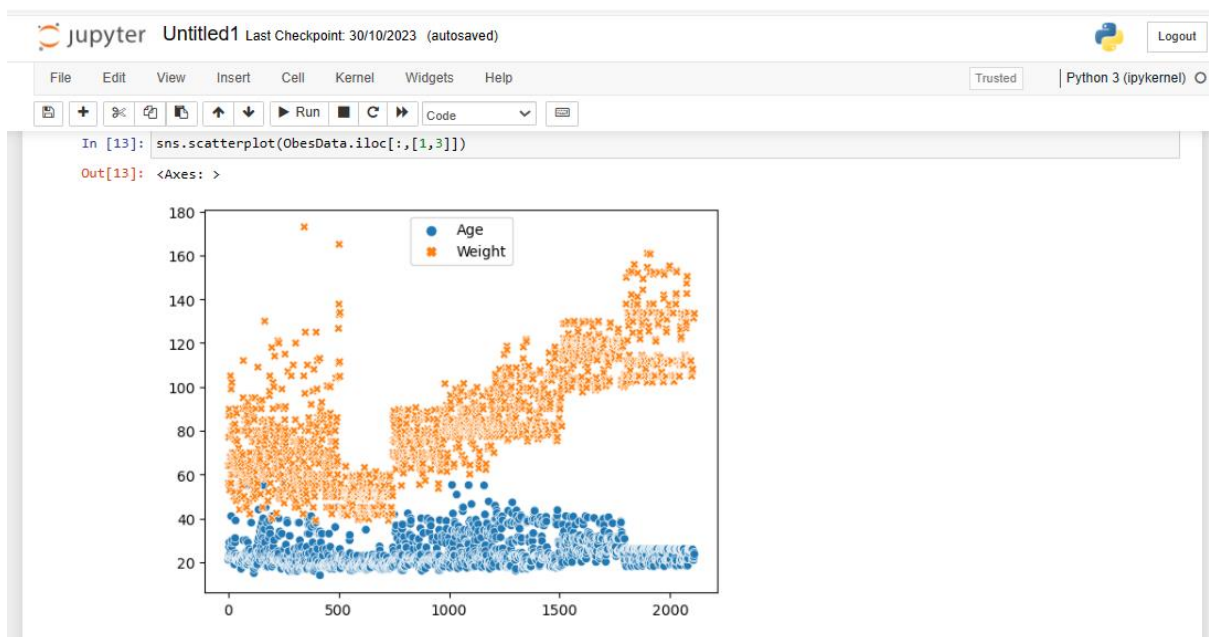 jupyter Untitled1 Last Checkpoint: 30/10/2023 (autosaved)
Logout
File Edit View Insert Cell Kernel Widgets Help
Trusted
Python 3 (ipykernel)
Run
Code
In [13]: sns.scatterplot(ObesData.iloc[:,[1,3]])
Out[13]: <Axes: >
180
160
140
120
100
80
60
40
20
Age
Weight
0 500 1000 1500 2000